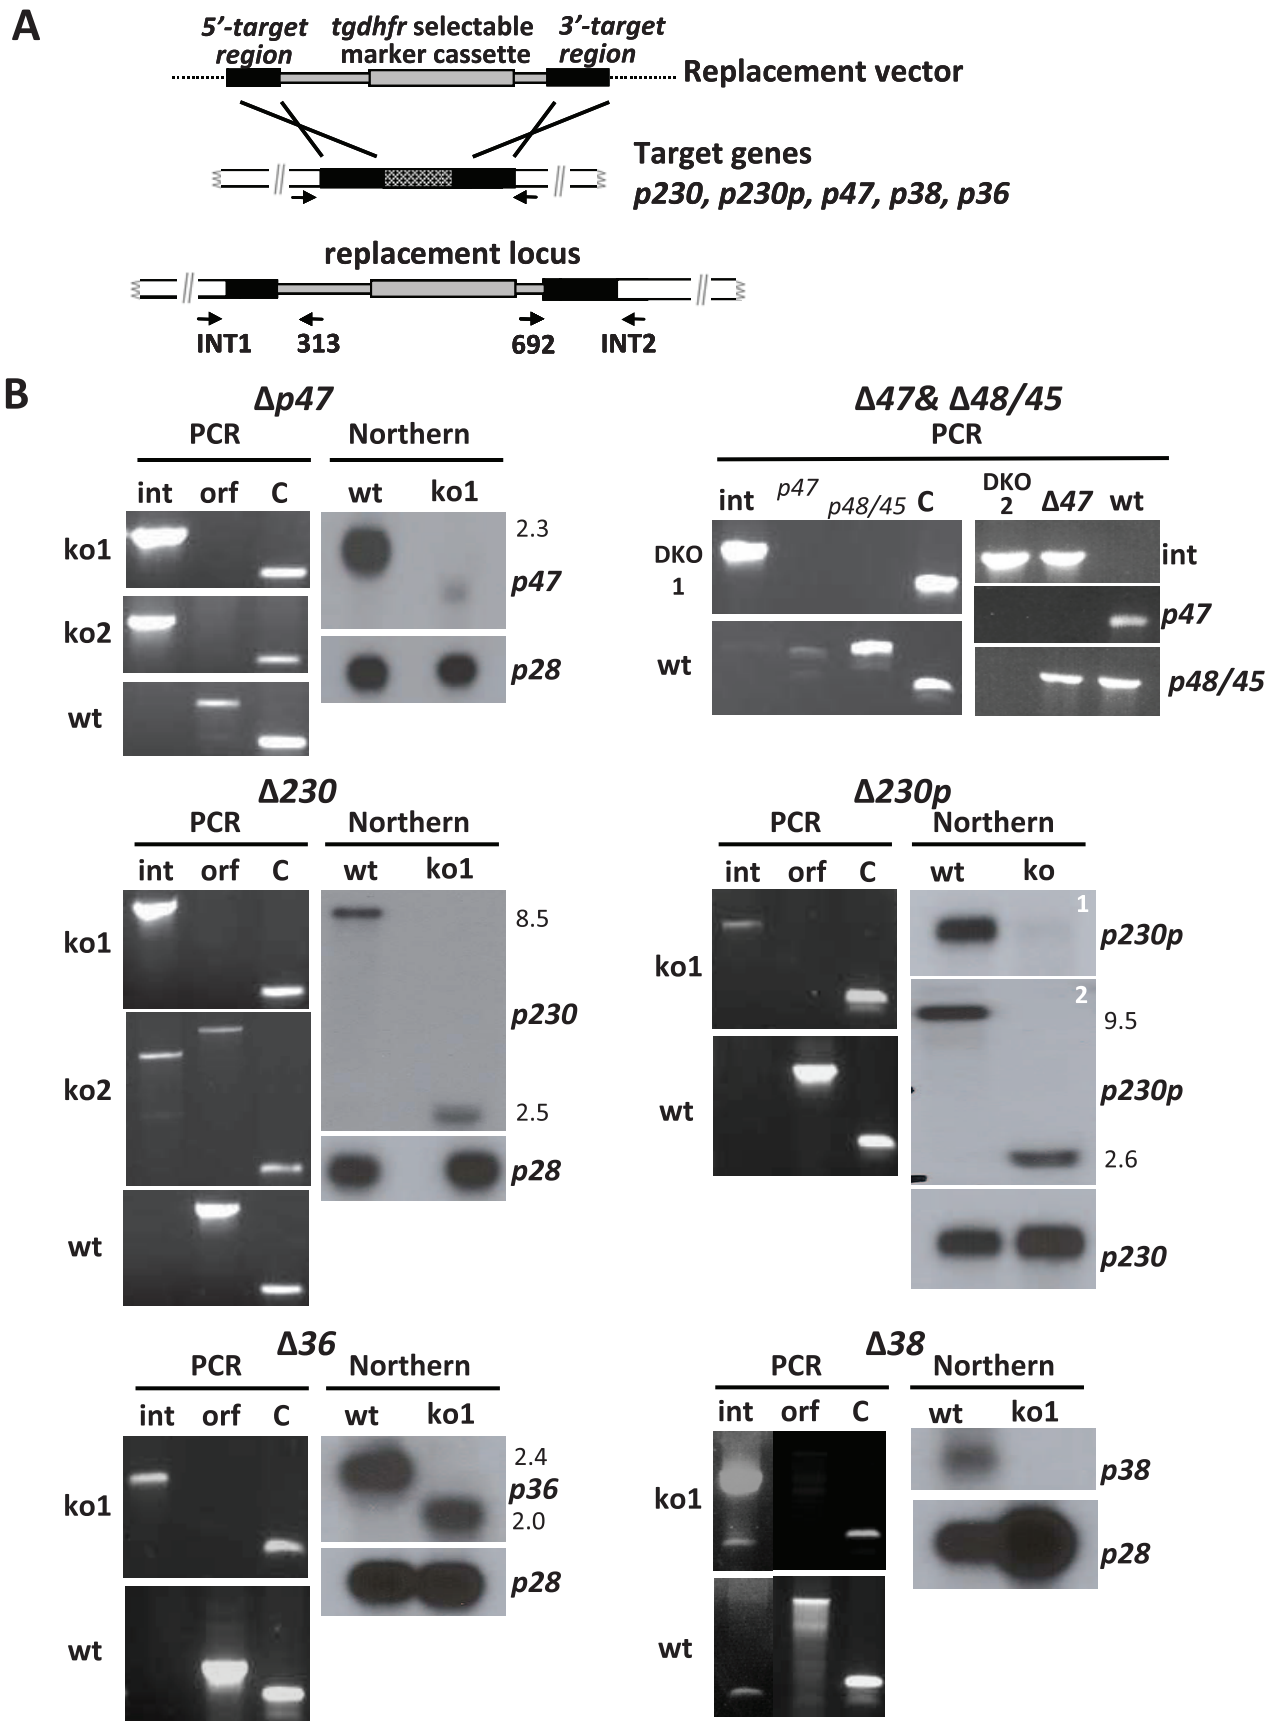 A
5’-target
region
tgdhfr selectable
marker cassette
3’-target
region
Replacement vector
Target genes
p230, p230p, p47, p38, p36
replacement locus
INT1 313 692 INT2
B
Δp47
PCR Northern
int orf C wt ko1
ko1
ko2
wt
2.3
p47
p28
Δ47& Δ48/45
PCR
int p47 p48/45 C
DKO
2
Δ47 wt
DKO
1
wt
int
p47
p48/45
Δ230
PCR Northern
int orf C wt ko1
ko1
ko2
wt
8.5
p230
2.5
p28
Δ230p
PCR Northern
int orf C wt ko
ko1
wt
1
p230p
2
9.5
p230p
2.6
p230
Δ36
PCR Northern
int orf C wt ko1
ko1
wt
2.4
p36
2.0
p28
Δ38
PCR Northern
int orf C wt ko1
ko1
wt
p38
p28